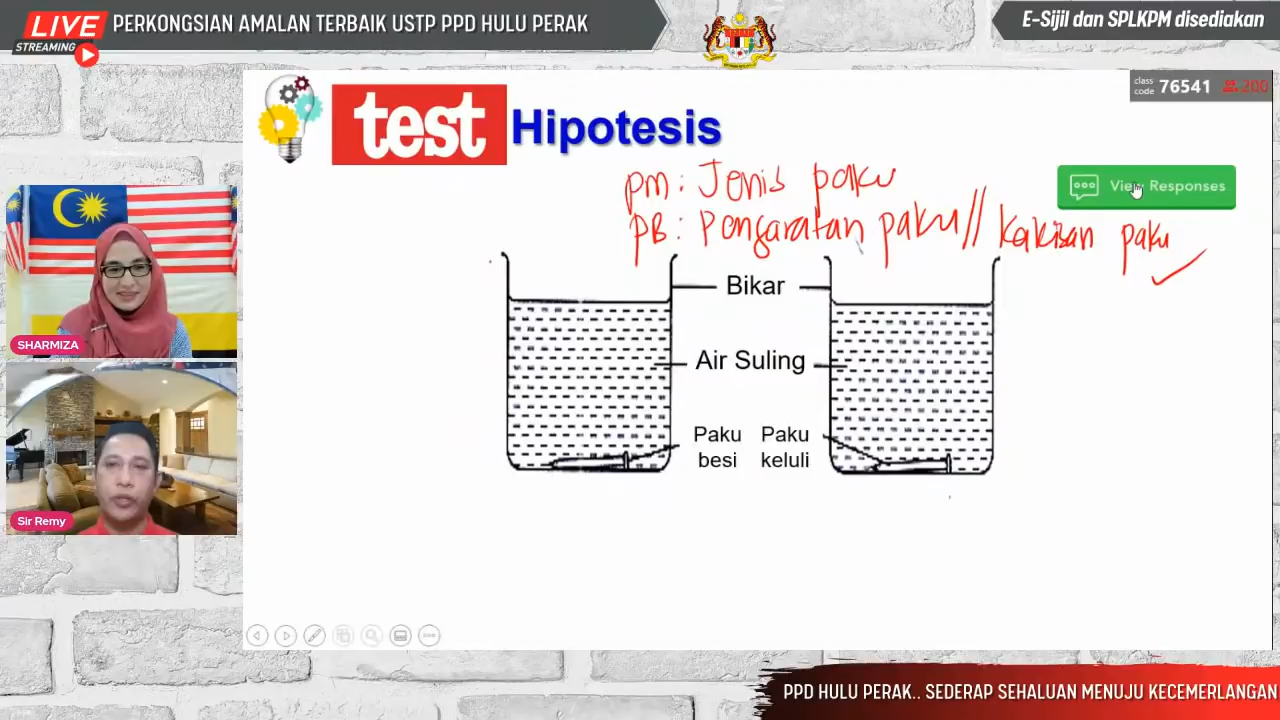 LIVE
STREAMING
PERKONGSIAN AMALAN TERBAIK USTP PPD HULU PERAK
E-Sijil dan SPLKPM disediakan
class code 76541 200
test Hipotesis
View Responses
PM: Jenis paku
PB: Pengaratan paku // Kakisan paku
Bikar
Air Suling
Paku besi
Paku keluli
SHARMIZA
Sir Remy
PPD HULU PERAK.. SEDERAP SEHALUAN MENUJU KECEMERLANGAN